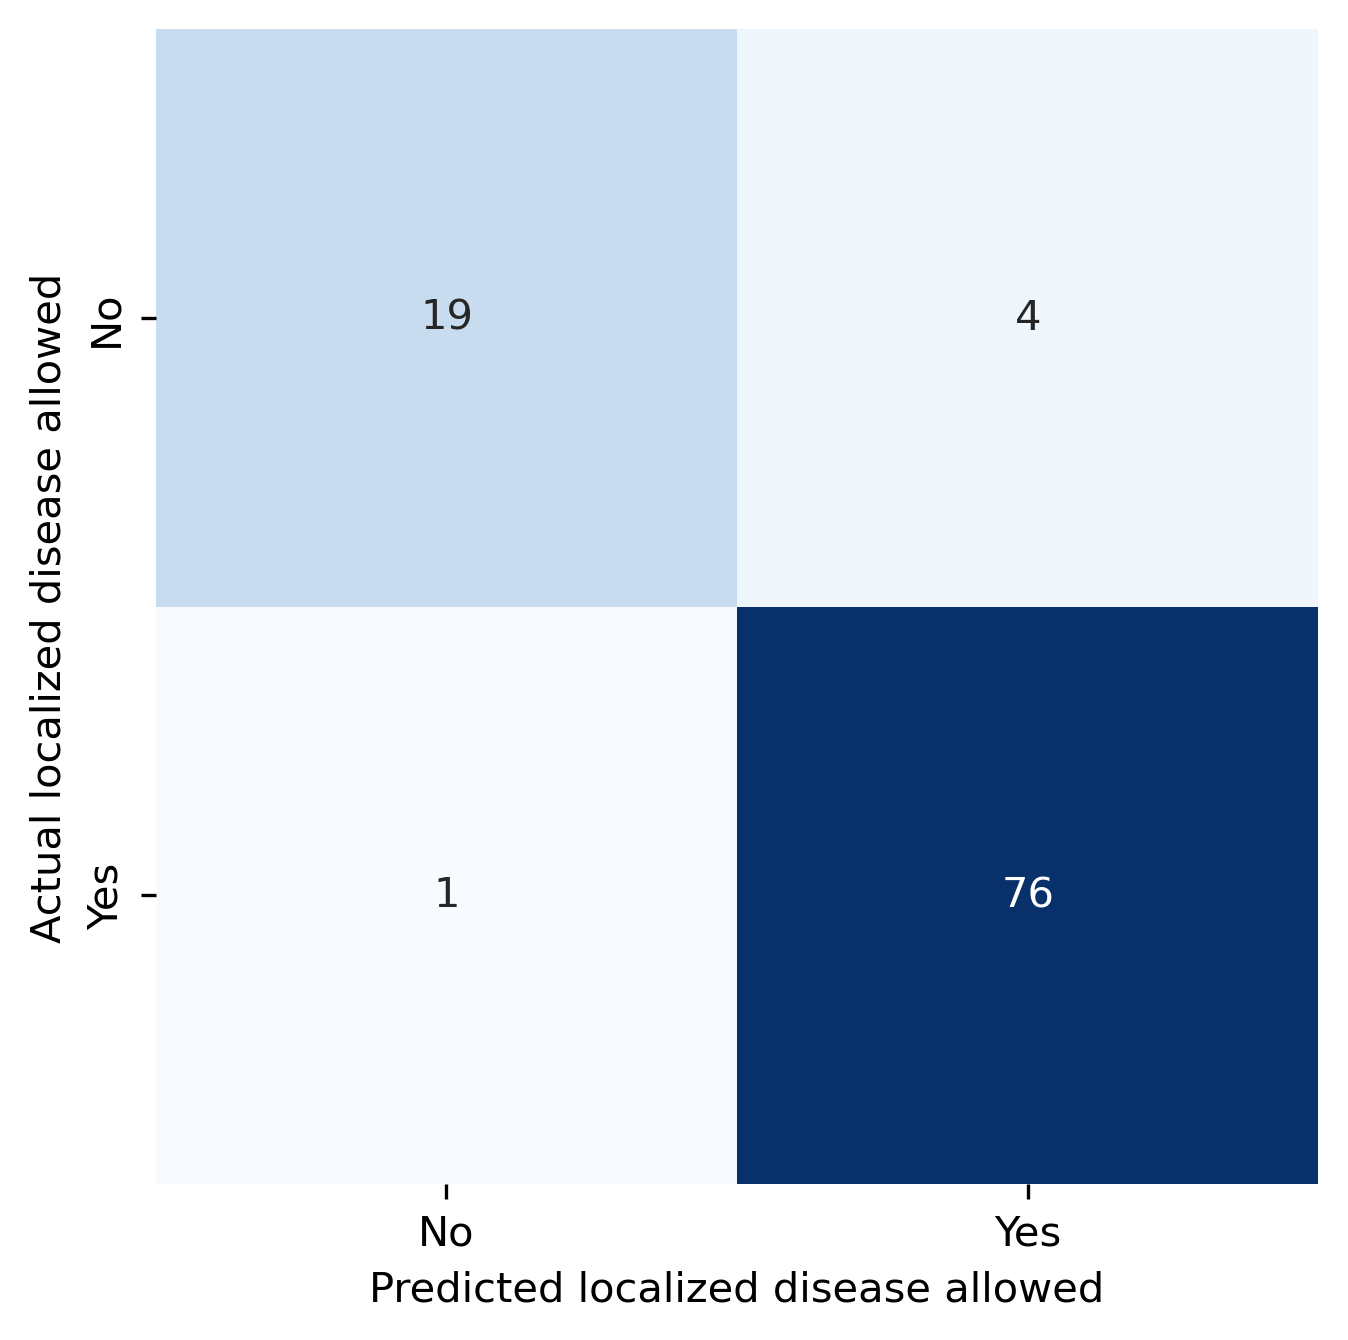 Actual localized disease allowed
No
19
4
Yes
1
76
No
Yes
Predicted localized disease allowed